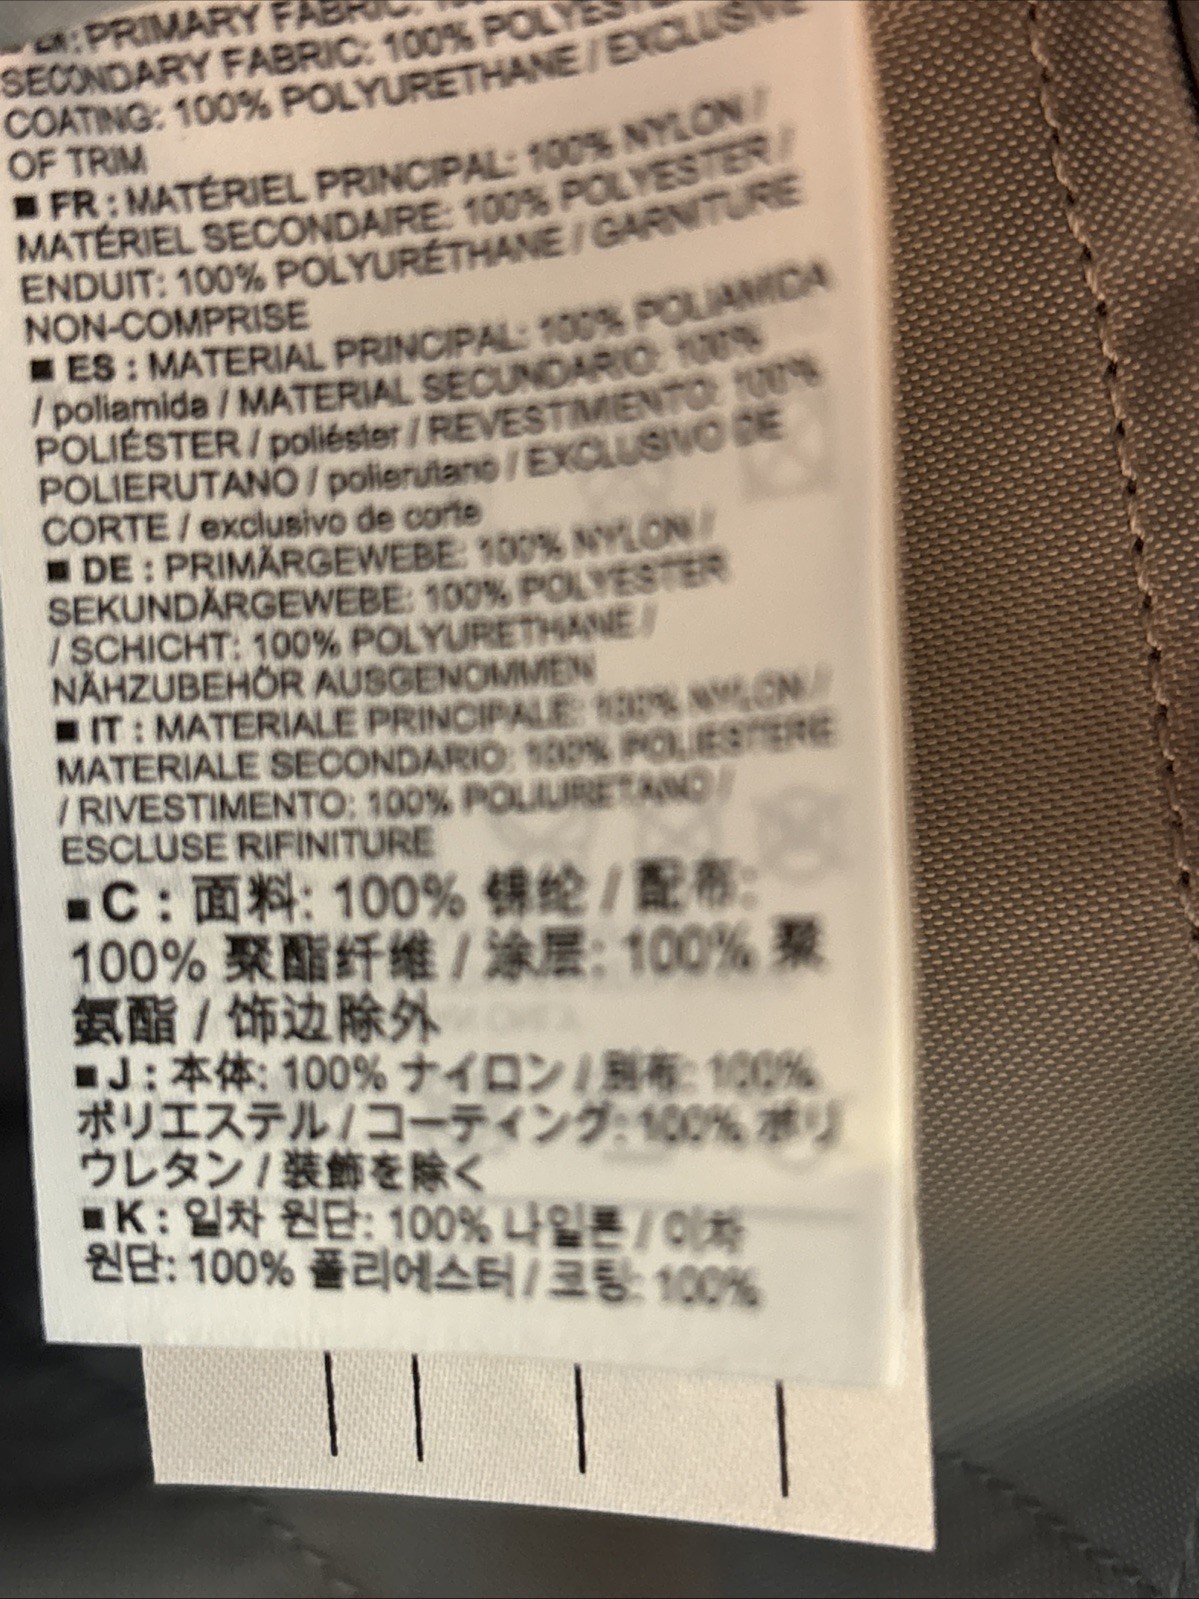 : PRIMARY FABRIC:
SECONDARY FABRIC: 100% POLYESTER
COATING: 100% POLYURETHANE / EXCLUSIVE
OF TRIM
■ FR : MATÉRIEL PRINCIPAL: 100% NYLON /
MATÉRIEL SECONDAIRE: 100% POLYESTER /
ENDUIT: 100% POLYURÉTHANE / GARNITURE
NON-COMPRISE
■ ES : MATERIAL PRINCIPAL: 100% POLIAMIDA
/ poliamida / MATERIAL SECUNDARIO: 100%
POLIÉSTER / poliéster / REVESTIMIENTO: 100%
POLIERUTANO / polierutano / EXCLUSIVO DE
CORTE / exclusivo de corte
■ DE : PRIMÄRGEWEBE: 100% NYLON /
SEKUNDÄRGEWEBE: 100% POLYESTER
/ SCHICHT: 100% POLYURETHANE /
NÄHZUBEHÖR AUSGENOMMEN
■ IT : MATERIALE PRINCIPALE: 100% NYLON /
MATERIALE SECONDARIO: 100% POLIESTERE
/ RIVESTIMENTO: 100% POLIURETANO /
ESCLUSE RIFINITURE
■ C : 面料: 100% 锦纶 / 配布:
100% 聚酯纤维 / 涂层: 100% 聚
氨酯 / 饰边除外
■ J : 本体: 100% ナイロン / 別布: 100%
ポリエステル / コーティング: 100% ポリ
ウレタン / 装飾を除く
■ K : 일차 원단: 100% 나일론 / 이차
원단: 100% 폴리에스터 / 코팅: 100%